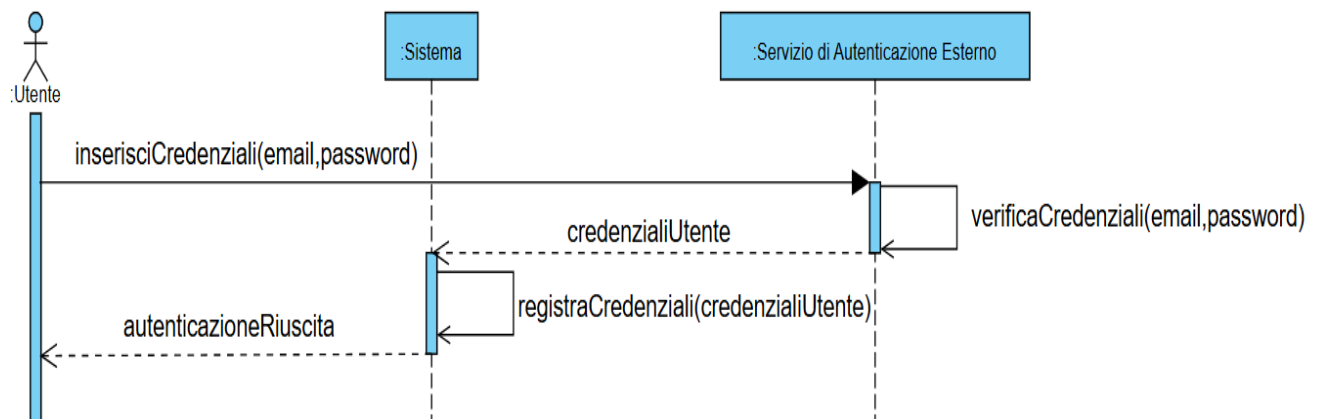 :Sistema
:Servizio di Autenticazione Esterno
:Utente
inserisciCredenziali(email,password)
verificaCredenziali(email,password)
credenzialiUtente
registraCredenziali(credenzialiUtente)
autenticazioneRiuscita